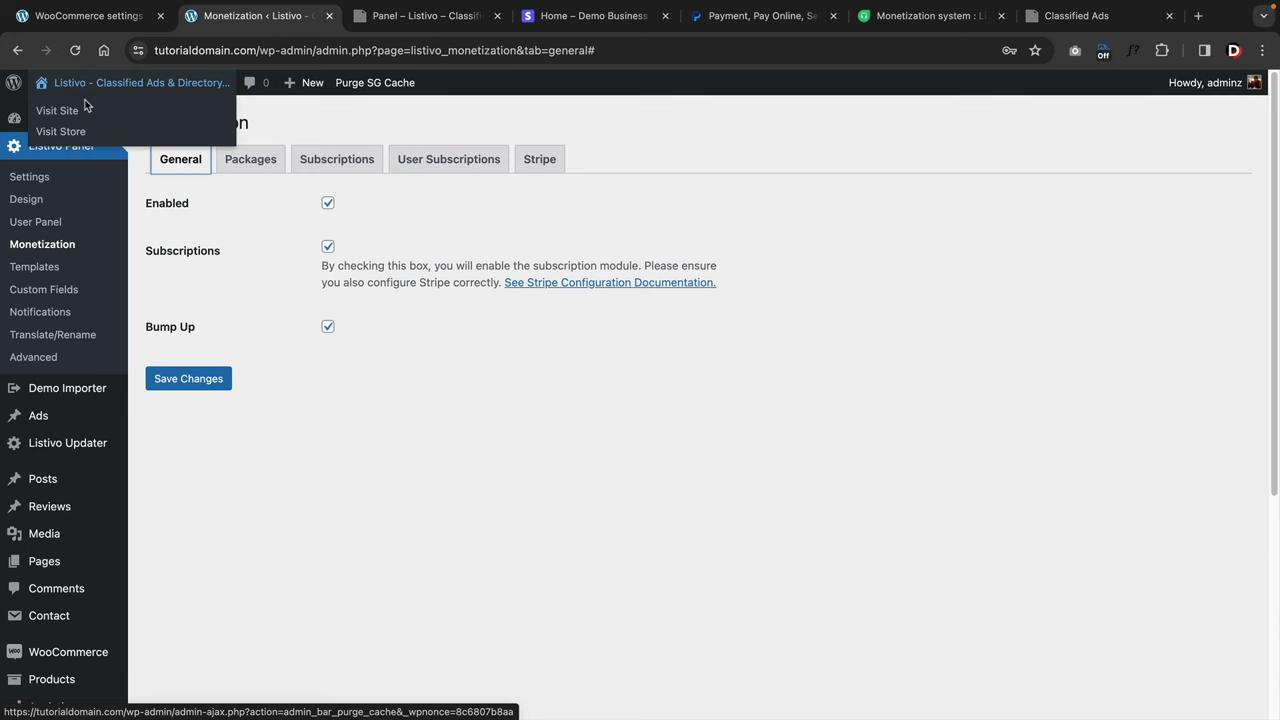 WooCommerce settings
Monetization ‹ Listivo - C
Panel – Listivo – Classifie
Home – Demo Business
Payment, Pay Online, Se
Monetization system : Li
Classified Ads
tutorialdomain.com/wp-admin/admin.php?page=listivo_monetization&tab=general#
Off
f?
D
Listivo - Classified Ads & Directory...
0
New
Purge SG Cache
Howdy, adminz
Visit Site
Visit Store
Listivo Panel
General
Packages
Subscriptions
User Subscriptions
Stripe
Settings
Design
User Panel
Monetization
Templates
Custom Fields
Notifications
Translate/Rename
Advanced
Demo Importer
Ads
Listivo Updater
Posts
Reviews
Media
Pages
Comments
Contact
WooCommerce
Products
Enabled
Subscriptions
By checking this box, you will enable the subscription module. Please ensure
you also configure Stripe correctly. See Stripe Configuration Documentation.
Bump Up
Save Changes
https://tutorialdomain.com/wp-admin/admin-ajax.php?action=admin_bar_purge_cache&_wpnonce=8c6807b8aa